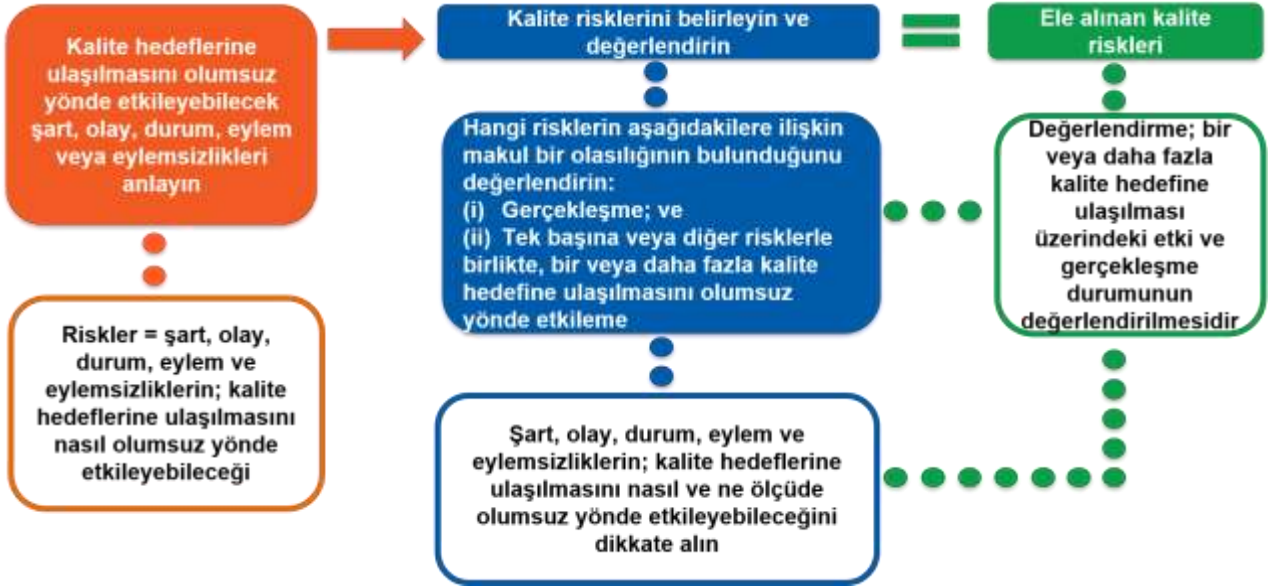 Kalite hedeflerine
ulaşılmasını olumsuz
yönde etkileyebilecek
şart, olay, durum, eylem
veya eylemsizlikleri
anlayın
Riskler = şart, olay,
durum, eylem ve
eylemsizliklerin; kalite
hedeflerine ulaşılmasını
nasıl olumsuz yönde
etkileyebileceği
Kalite risklerini belirleyin ve
değerlendirin
Hangi risklerin aşağıdakilere ilişkin
makul bir olasılığının bulunduğunu
değerlendirin:
(i) Gerçekleşme; ve
(ii) Tek başına veya diğer risklerle
birlikte, bir veya daha fazla kalite
hedefine ulaşılmasını olumsuz
yönde etkileme
Şart, olay, durum, eylem ve
eylemsizliklerin; kalite hedeflerine
ulaşılmasını nasıl ve ne ölçüde
olumsuz yönde etkileyebileceğini
dikkate alın
Ele alınan kalite
riskleri
Değerlendirme; bir
veya daha fazla
kalite hedefine
ulaşılması
üzerindeki etki ve
gerçekleşme
durumunun
değerlendirilmesidir